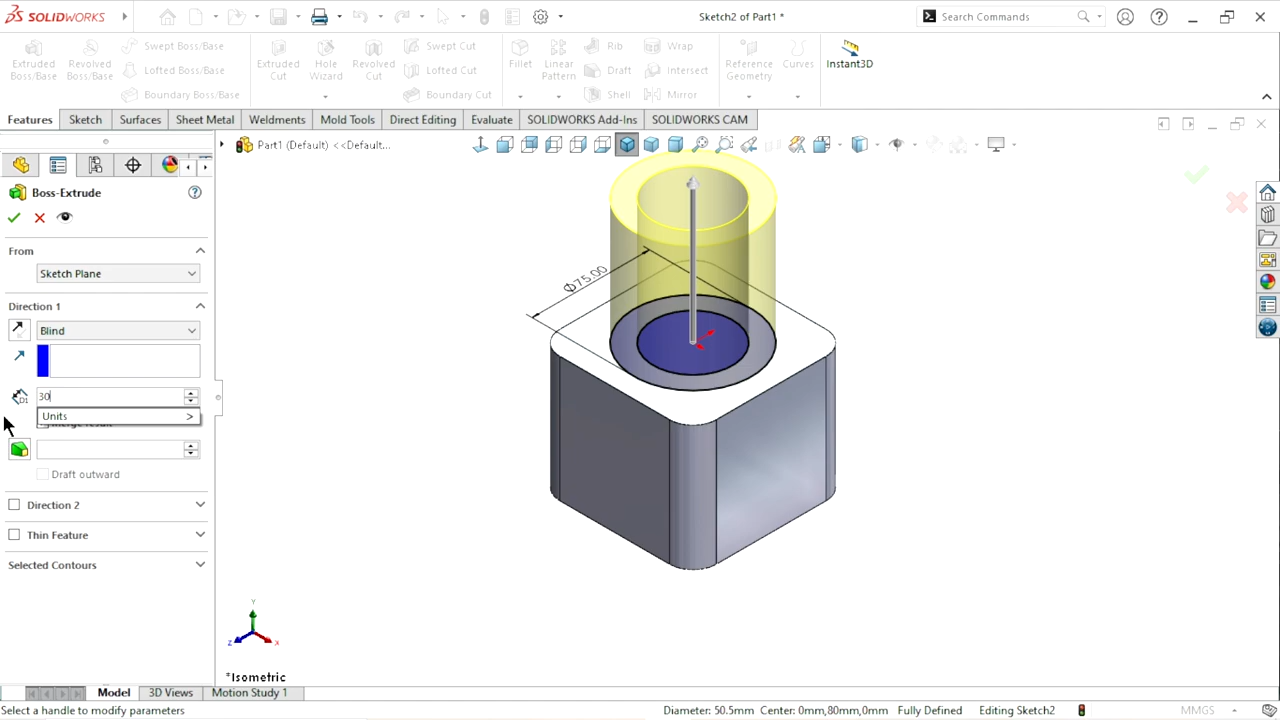 SOLIDWORKS
Sketch2 of Part1 *
Search Commands
Extruded Boss/Base
Revolved Boss/Base
Swept Boss/Base
Lofted Boss/Base
Boundary Boss/Base
Extruded Cut
Hole Wizard
Revolved Cut
Swept Cut
Lofted Cut
Boundary Cut
Fillet
Linear Pattern
Rib
Draft
Shell
Wrap
Intersect
Mirror
Reference Geometry
Curves
Instant3D
Features
Sketch
Surfaces
Sheet Metal
Weldments
Mold Tools
Direct Editing
Evaluate
SOLIDWORKS Add-Ins
SOLIDWORKS CAM
Part1 (Default) <<Default...
Boss-Extrude
From
Sketch Plane
Direction 1
Blind
D1
30
Units >
Merge result
Draft outward
Direction 2
Thin Feature
Selected Contours
Φ75.00
Y
Z
X
*Isometric
Model
3D Views
Motion Study 1
Select a handle to modify parameters
Diameter: 50.5mm Center: 0mm,80mm,0mm
Fully Defined
Editing Sketch2
MMGS